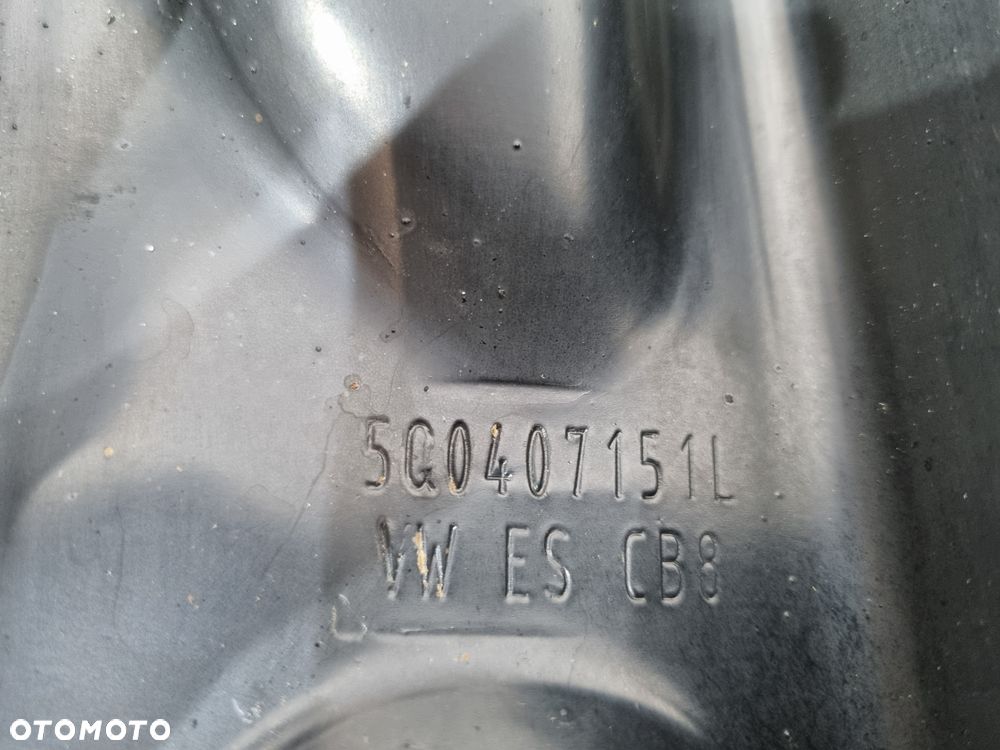 5G0407151L
VW ES CB8
OTOMOTO